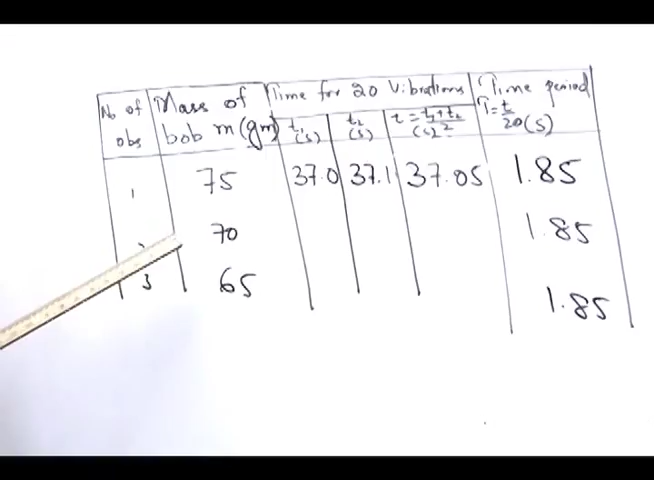 No of obs | Mass of bob m(gm) | Time for 20 Vibrations | Time period T=t/20(s)
t₁(s) | t₂(s) | t=t₁+t₂/2 (s)
1 | 75 | 37.0 | 37.1 | 37.05 | 1.85
70 | 1.85
3 | 65 | 1.85